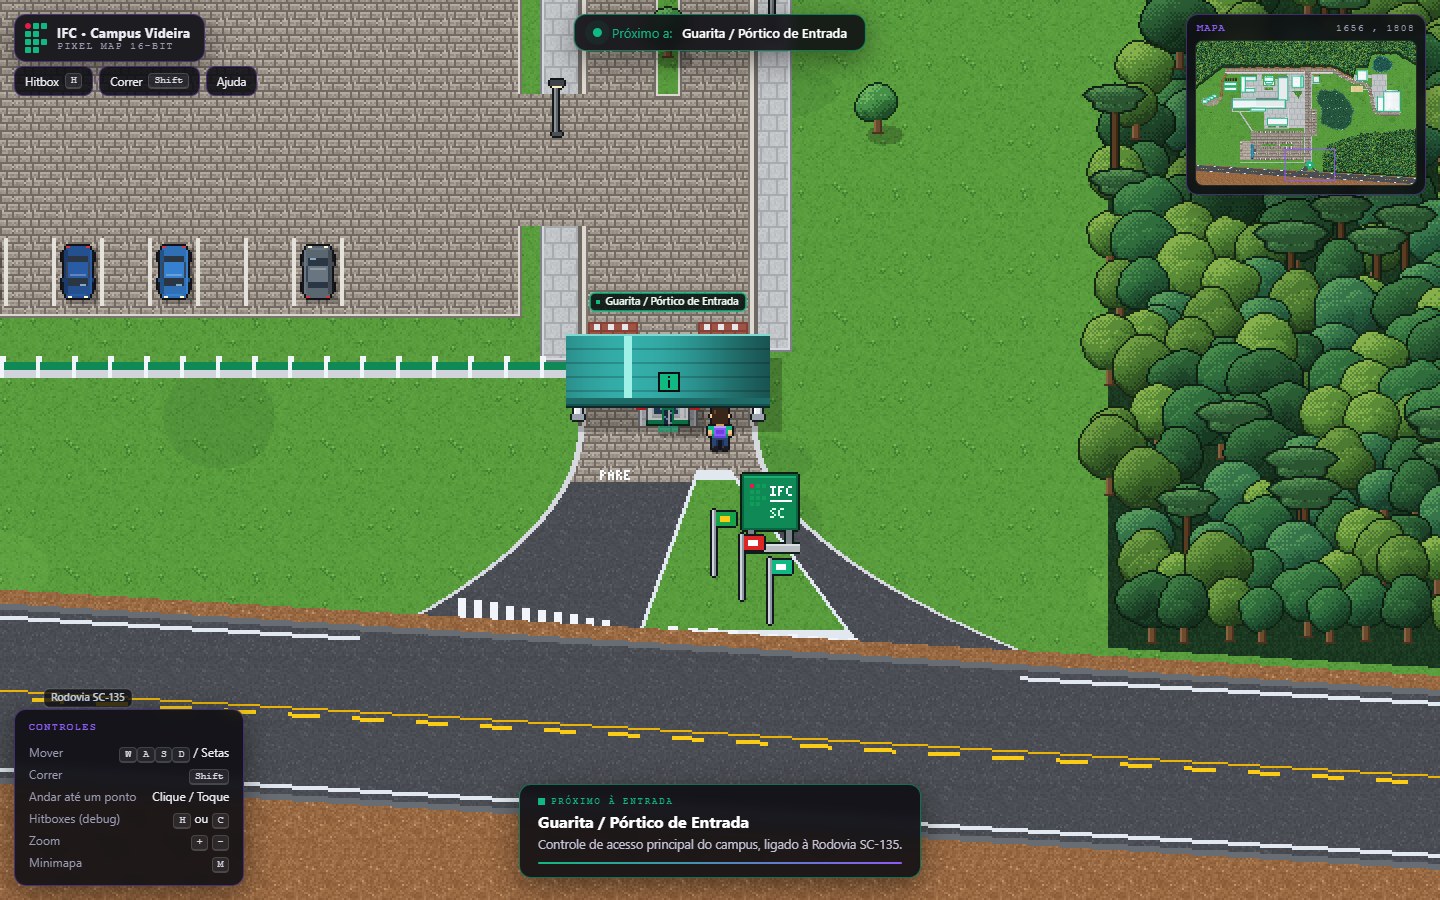 IFC · Campus Videira
PIXEL MAP 16-BIT
Hitbox H
Correr Shift
Ajuda
Próximo a: Guarita / Pórtico de Entrada
MAPA 1656 , 1808
Guarita / Pórtico de Entrada
i
PARE
IFC
SC
Rodovia SC-135
CONTROLES
Mover W A S D / Setas
Correr Shift
Andar até um ponto Clique / Toque
Hitboxes (debug) H ou C
Zoom + −
Minimapa M
PRÓXIMO À ENTRADA
Guarita / Pórtico de Entrada
Controle de acesso principal do campus, ligado à Rodovia SC-135.